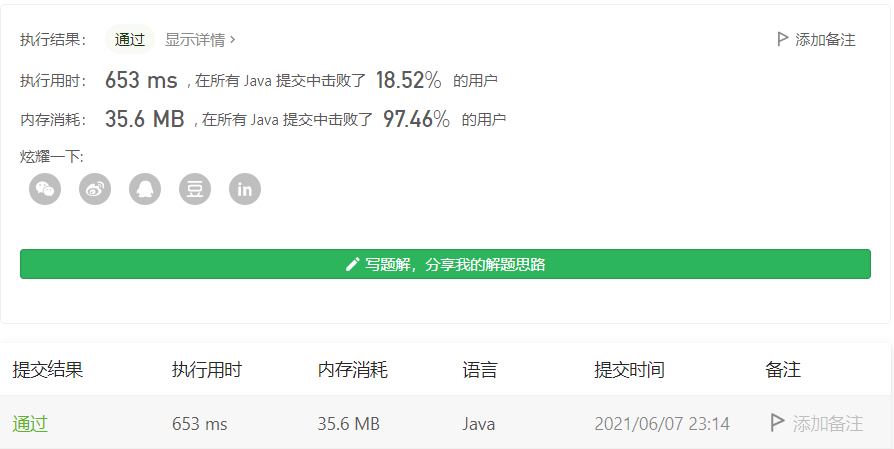 执行结果： 通过 显示详情 > 添加备注
执行用时： 653 ms , 在所有 Java 提交中击败了 18.52% 的用户
内存消耗： 35.6 MB , 在所有 Java 提交中击败了 97.46% 的用户
炫耀一下:
豆 in
写题解，分享我的解题思路
提交结果 执行用时 内存消耗 语言 提交时间 备注
通过 653 ms 35.6 MB Java 2021/06/07 23:14 添加备注